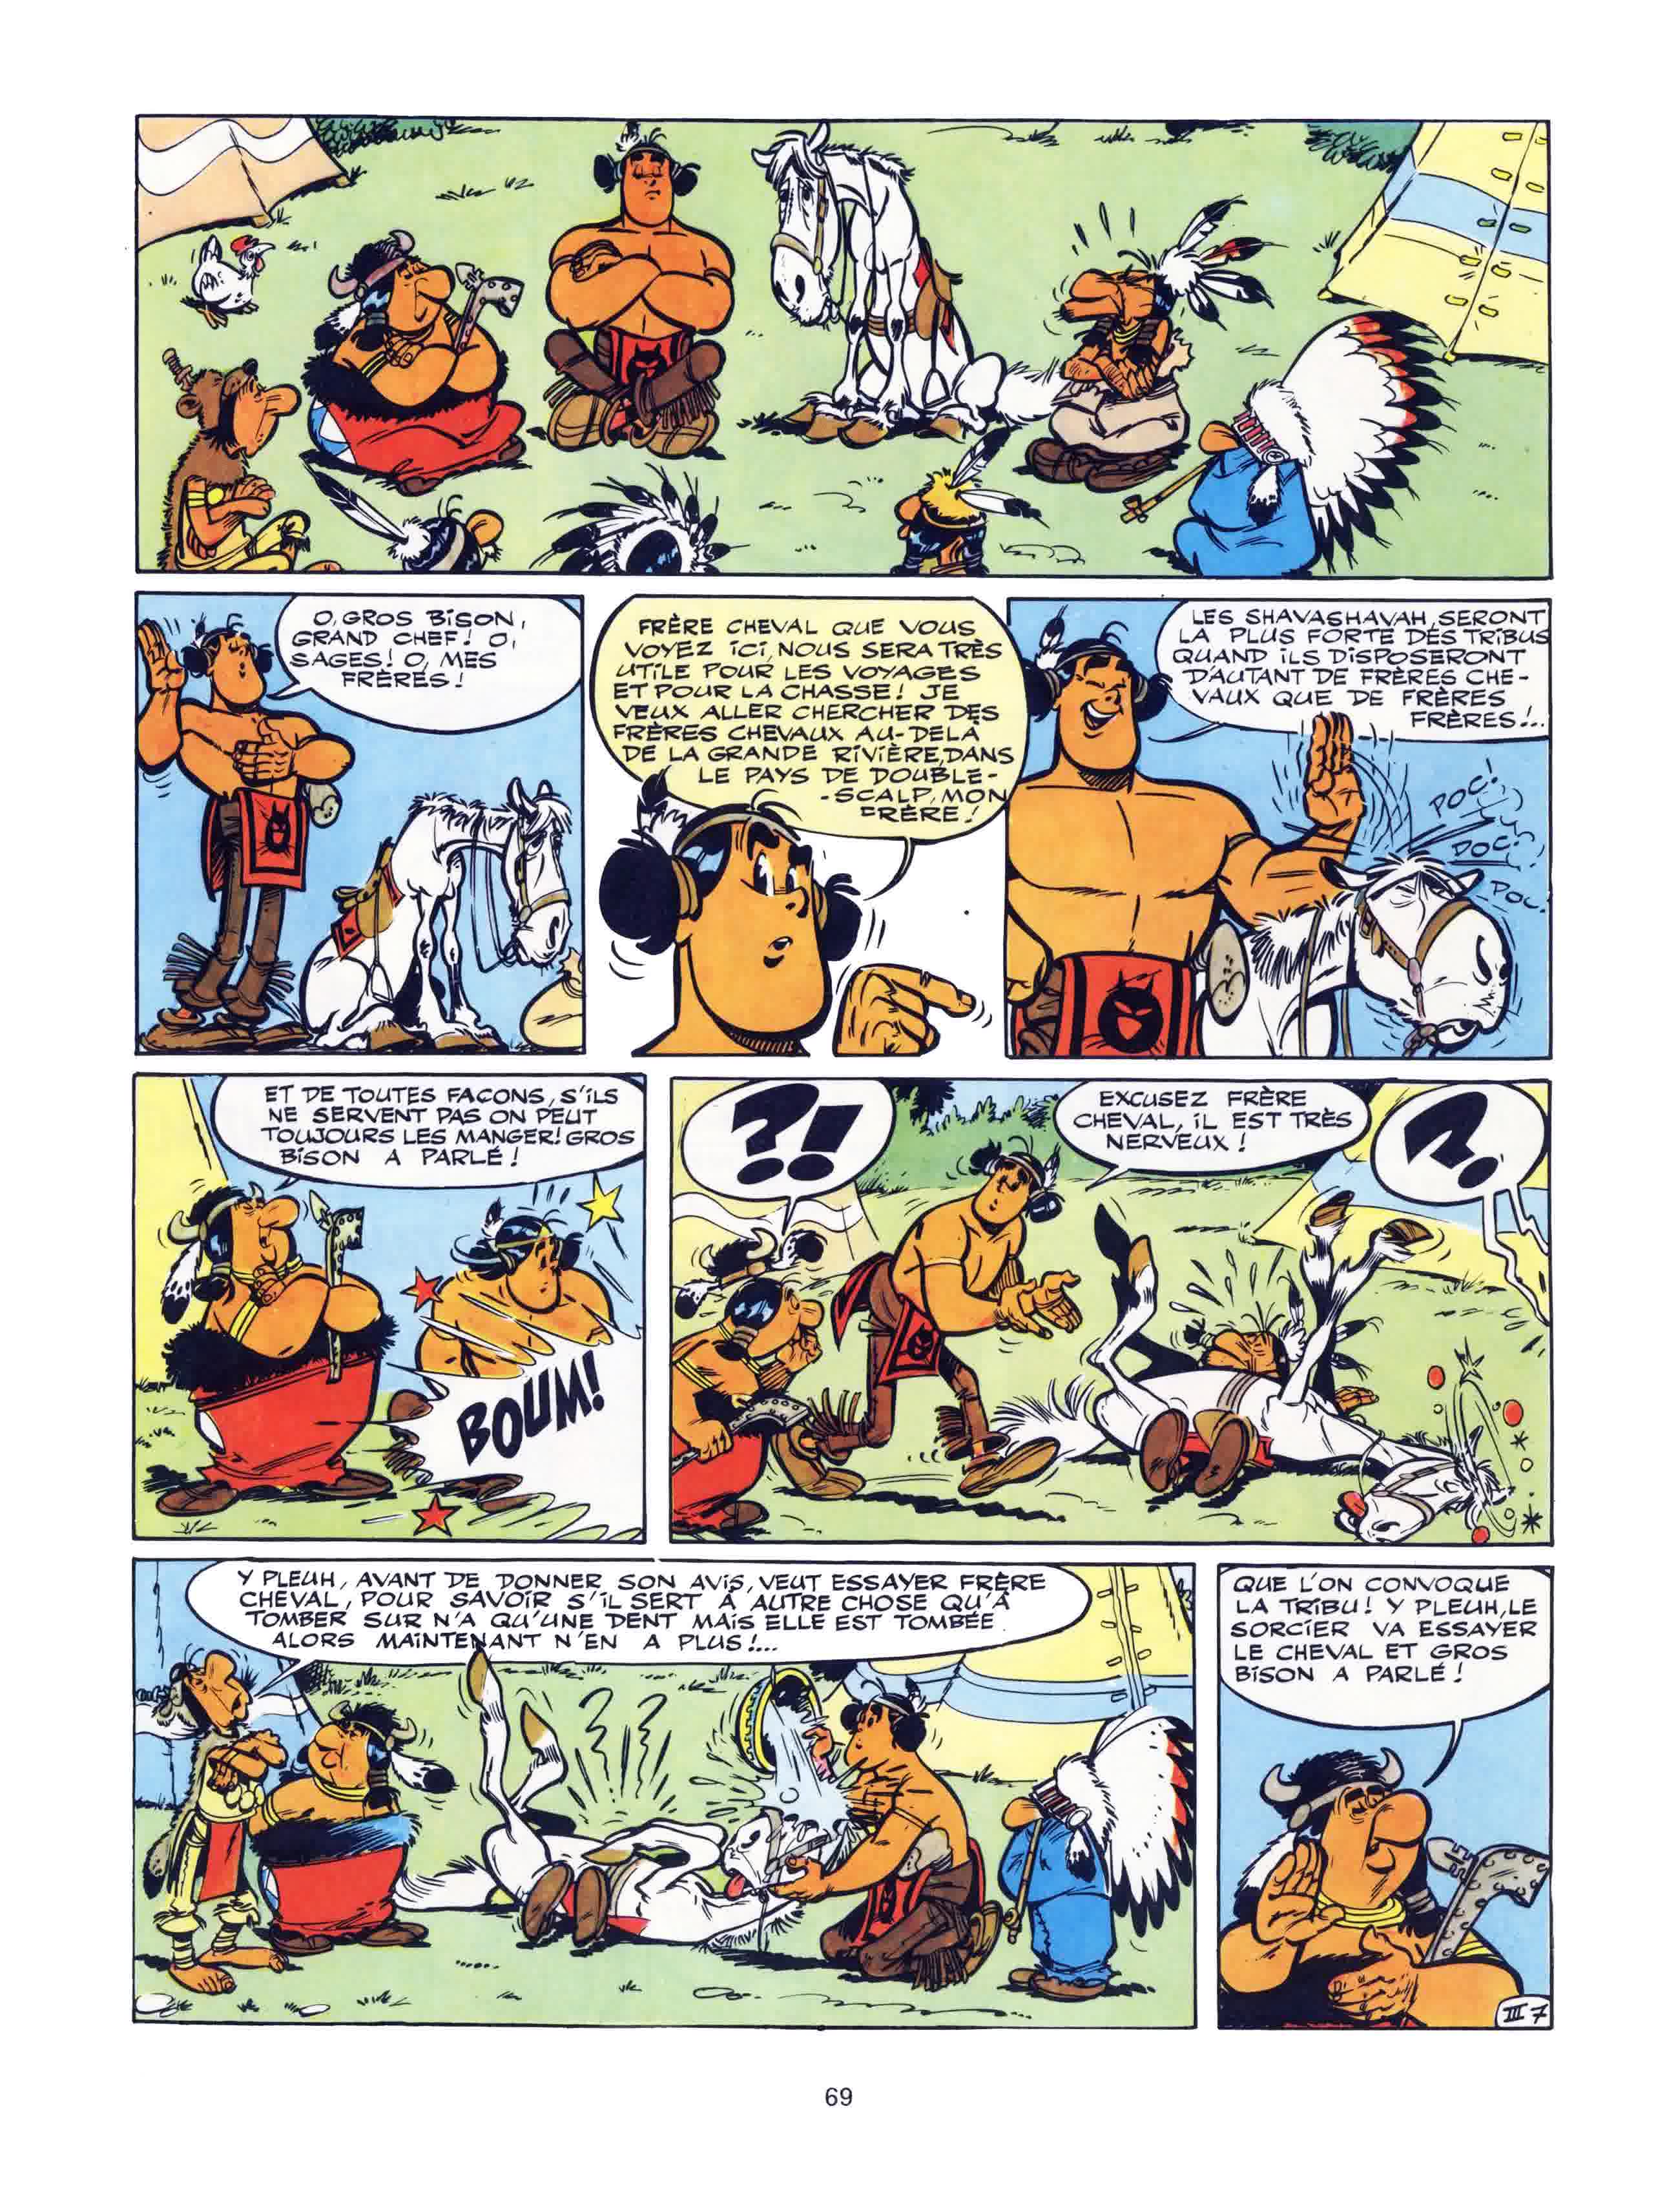 O, GROS BISON,
GRAND CHEF! O,
SAGES! O, MES
FRÈRES!
FRÈRE CHEVAL QUE VOUS
VOYEZ ICI, NOUS SERA TRÈS
UTILE POUR LES VOYAGES
ET POUR LA CHASSE! JE
VEUX ALLER CHERCHER DES
FRÈRES CHEVAUX AU-DELA
DE LA GRANDE RIVIÈRE, DANS
LE PAYS DE DOUBLE-
-SCALP, MON
FRÈRE!
LES SHAVASHAVAH, SERONT
LA PLUS FORTE DES TRIBUS
QUAND ILS DISPOSERONT
D'AUTANT DE FRÈRES CHE-
VAUX QUE DE FRÈRES
FRÈRES!...
POC!
POC!
POC!
ET DE TOUTES FACONS, S'ILS
NE SERVENT PAS ON PEUT
TOUJOURS LES MANGER! GROS
BISON A PARLÉ!
BOUM!
?!
EXCUSEZ FRÈRE
CHEVAL, IL EST TRÈS
NERVEUX!
?
Y PLEUH, AVANT DE DONNER SON AVIS, VEUT ESSAYER FRÈRE
CHEVAL, POUR SAVOIR S'IL SERT A AUTRE CHOSE QU'À
TOMBER SUR N'A QU'UNE DENT MAIS ELLE EST TOMBÉE
ALORS MAINTENANT N'EN A PLUS!...
QUE L'ON CONVOQUE
LA TRIBU! Y PLEUH, LE
SORCIER VA ESSAYER
LE CHEVAL ET GROS
BISON A PARLÉ!
III 7
69